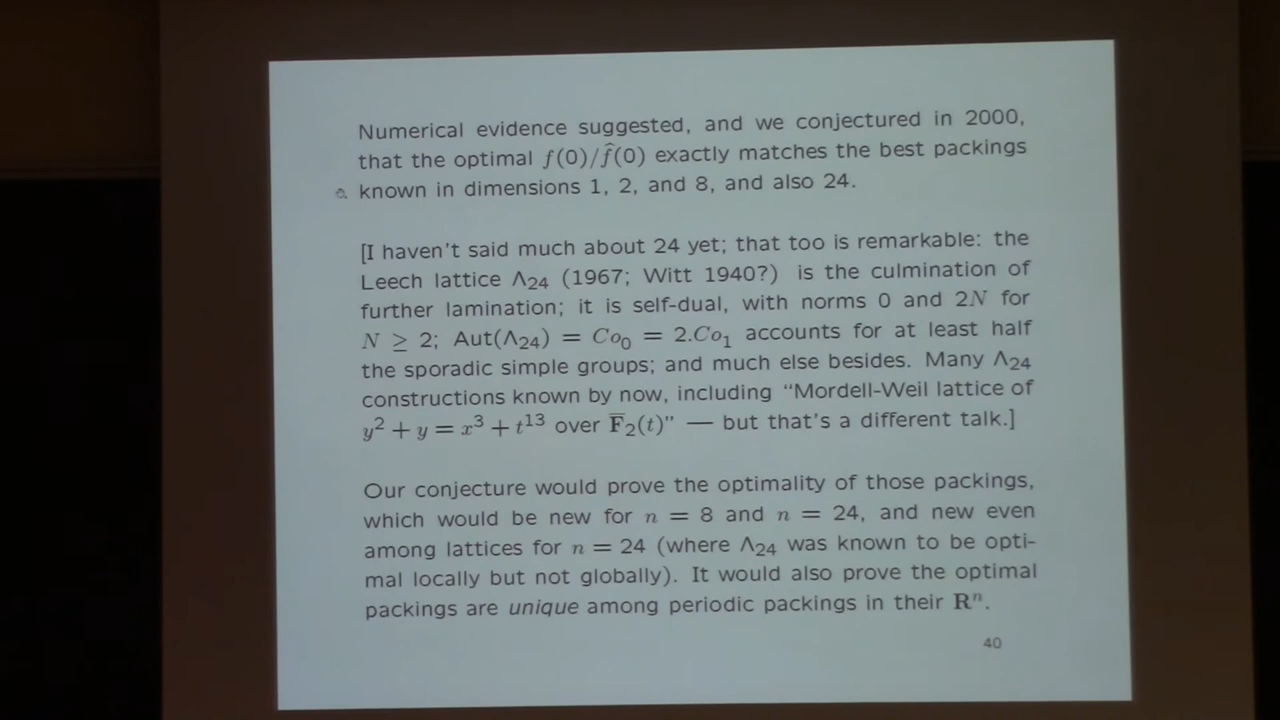 Numerical evidence suggested, and we conjectured in 2000,
that the optimal f(0)/f̂(0) exactly matches the best packings
known in dimensions 1, 2, and 8, and also 24.
[I haven't said much about 24 yet; that too is remarkable: the
Leech lattice Λ₂₄ (1967; Witt 1940?) is the culmination of
further lamination; it is self-dual, with norms 0 and 2N for
N ≥ 2; Aut(Λ₂₄) = Co₀ = 2.Co₁ accounts for at least half
the sporadic simple groups; and much else besides. Many Λ₂₄
constructions known by now, including “Mordell-Weil lattice of
y² + y = x³ + t¹³ over F̅₂(t)” — but that's a different talk.]
Our conjecture would prove the optimality of those packings,
which would be new for n = 8 and n = 24, and new even
among lattices for n = 24 (where Λ₂₄ was known to be opti-
mal locally but not globally). It would also prove the optimal
packings are unique among periodic packings in their Rⁿ.
40